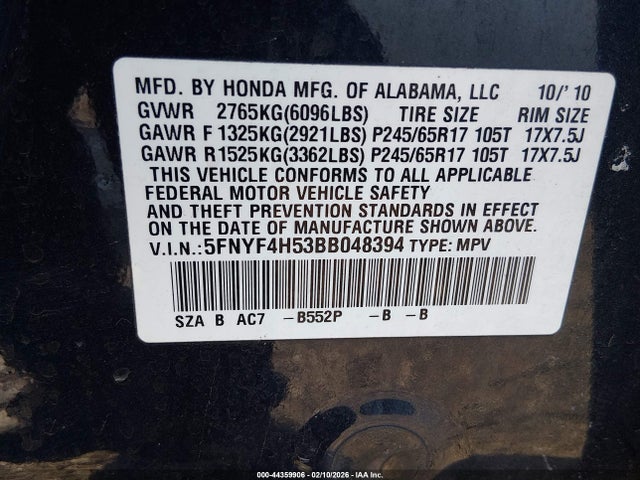 MFD. BY HONDA MFG. OF ALABAMA, LLC 10/' 10
GVWR 2765KG(6096LBS) TIRE SIZE RIM SIZE
GAWR F 1325KG(2921LBS) P245/65R17 105T 17X7.5J
GAWR R 1525KG(3362LBS) P245/65R17 105T 17X7.5J
THIS VEHICLE CONFORMS TO ALL APPLICABLE
FEDERAL MOTOR VEHICLE SAFETY
AND THEFT PREVENTION STANDARDS IN EFFECT
ON THE DATE OF MANUFACTURE SHOWN ABOVE.
V.I.N.:5FNYF4H53BB048394 TYPE: MPV
SZA B AC7 -B552P -B -B
000-44359906 - 02/10/2026 - IAA Inc.